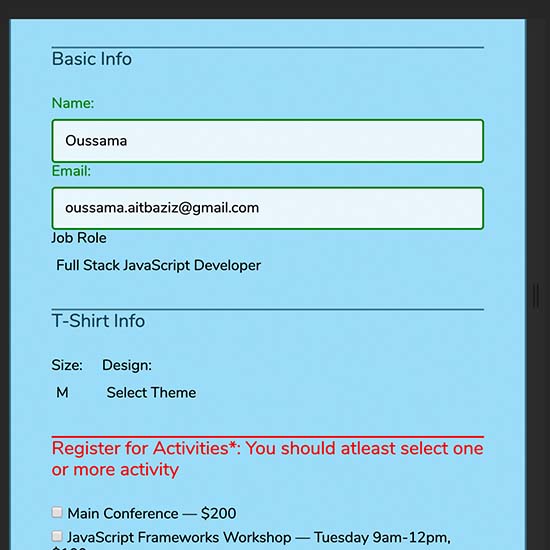 Basic Info
Name:
Oussama
Email:
oussama.aitbaziz@gmail.com
Job Role
Full Stack JavaScript Developer
T-Shirt Info
Size: Design:
M Select Theme
Register for Activities*: You should atleast select one
or more activity
Main Conference — $200
JavaScript Frameworks Workshop — Tuesday 9am-12pm,